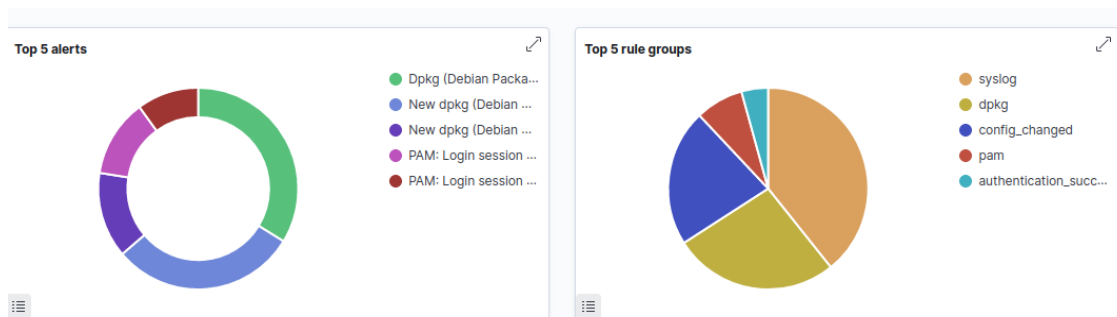 Top 5 alerts
Dpkg (Debian Packa...
New dpkg (Debian ...
New dpkg (Debian ...
PAM: Login session ...
PAM: Login session ...
Top 5 rule groups
syslog
dpkg
config_changed
pam
authentication_succ...